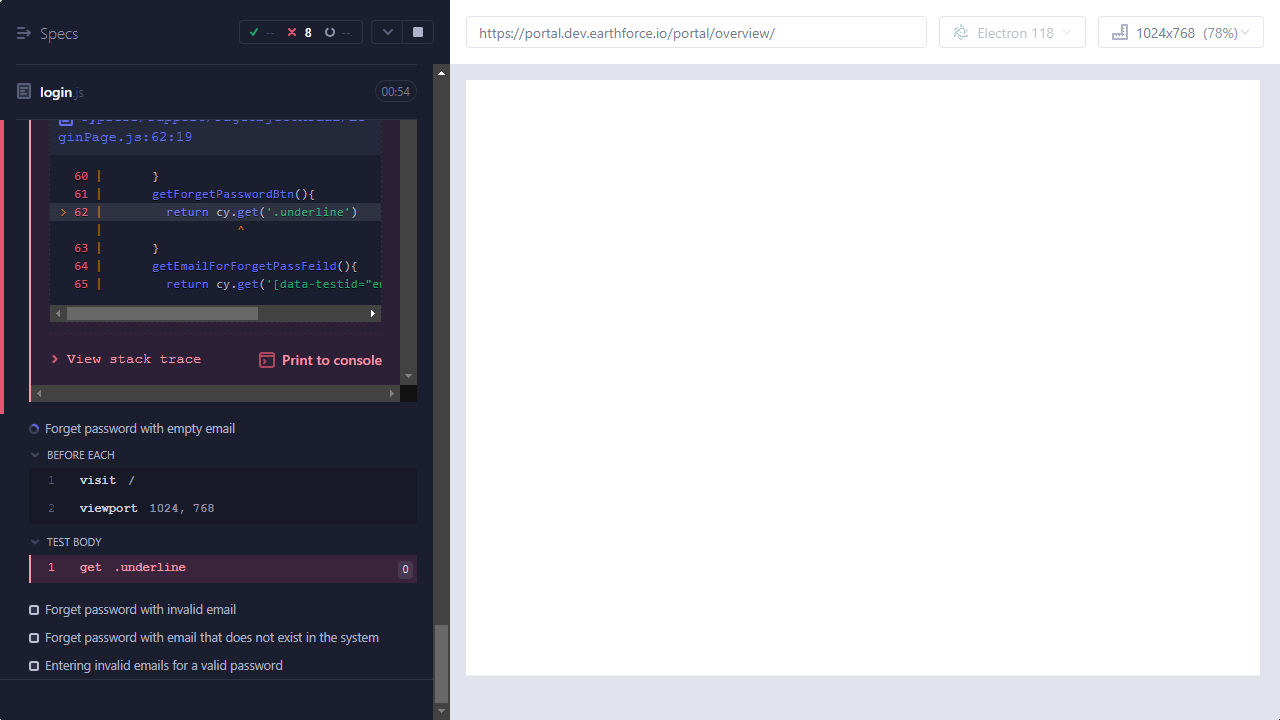 Specs
-- 8 --
https://portal.dev.earthforce.io/portal/overview/
Electron 118
1024x768 (78%)
login.js
00:54
ginPage.js:62:19
60 | }
61 | getForgetPasswordBtn(){
> 62 | return cy.get('.underline')
| ^
63 | }
64 | getEmailForForgetPassFeild(){
65 | return cy.get('[data-testid="em
View stack trace
Print to console
Forget password with empty email
BEFORE EACH
1 visit /
2 viewport 1024, 768
TEST BODY
1 get .underline 0
Forget password with invalid email
Forget password with email that does not exist in the system
Entering invalid emails for a valid password